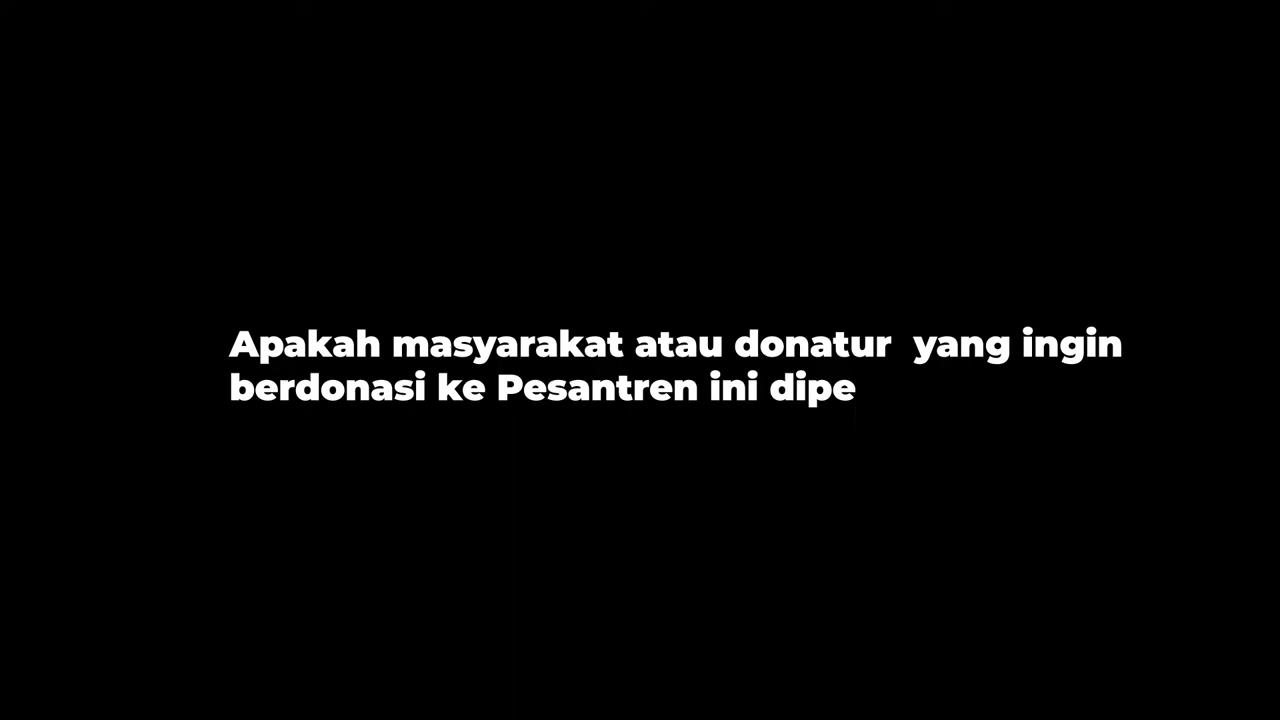 Apakah masyarakat atau donatur  yang ingin
berdonasi ke Pesantren ini dipe